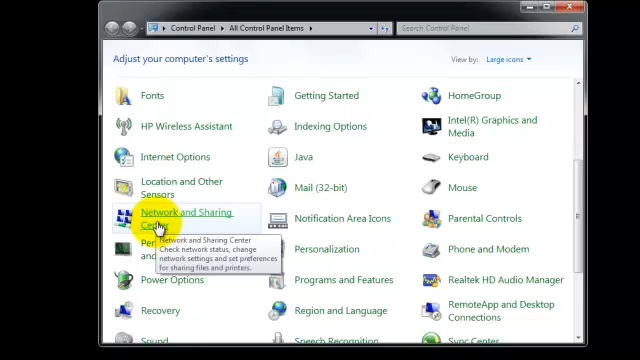 Control Panel
All Control Panel Items
Search Control Panel
Adjust your computer's settings
View by: Large icons
Fonts
Getting Started
HomeGroup
HP Wireless Assistant
Indexing Options
Intel(R) Graphics and
Media
Internet Options
Java
Keyboard
Location and Other
Sensors
Mail (32-bit)
Mouse
Network and Sharing
Center
Notification Area Icons
Parental Controls
Network and Sharing Center
Check network status, change
network settings and set preferences
for sharing files and printers.
Per
and
Personalization
Phone and Modem
Power Options
Programs and Features
Realtek HD Audio Manager
Recovery
Region and Language
RemoteApp and Desktop
Connections
Sound
Speech Recognition
Sync Center